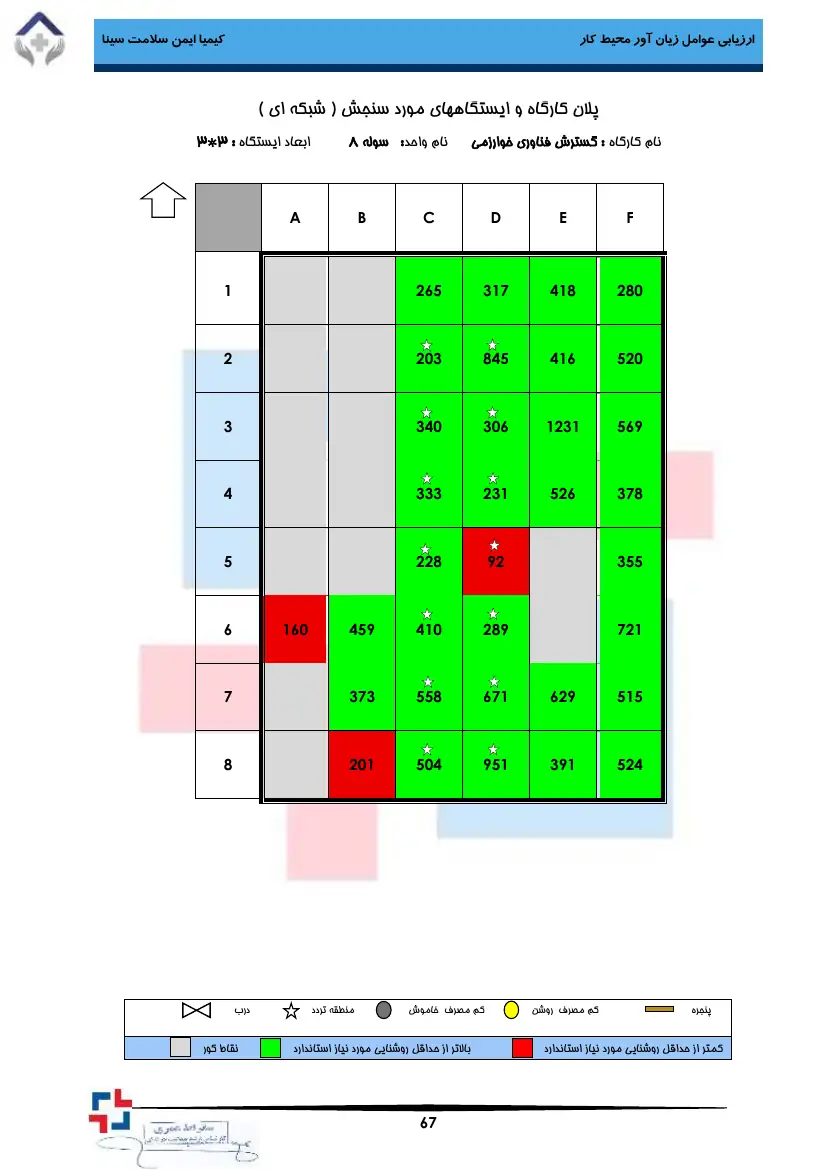 ارزیابی عوامل زیان آور محیط کار کیمیا ایمن سلامت سینا
پلان کارگاه و ایستگاههای مورد سنجش ( شبکه ای )
نام کارگاه : گسترش فناوری خوارزمی نام واحد: سوله ۸ ابعاد ایستگاه : ۳*۳
A B C D E F
1 265 317 418 280
2 203 845 416 520
3 340 306 1231 569
4 333 231 526 378
5 228 92 355
6 160 459 410 289 721
7 373 558 671 629 515
8 201 504 951 391 524
پنجره کم مصرف روشن کم مصرف خاموش منطقه تردد درب
کمتر از حداقل روشنایی مورد نیاز استاندارد بالاتر از حداقل روشنایی مورد نیاز استاندارد نقاط کور
67